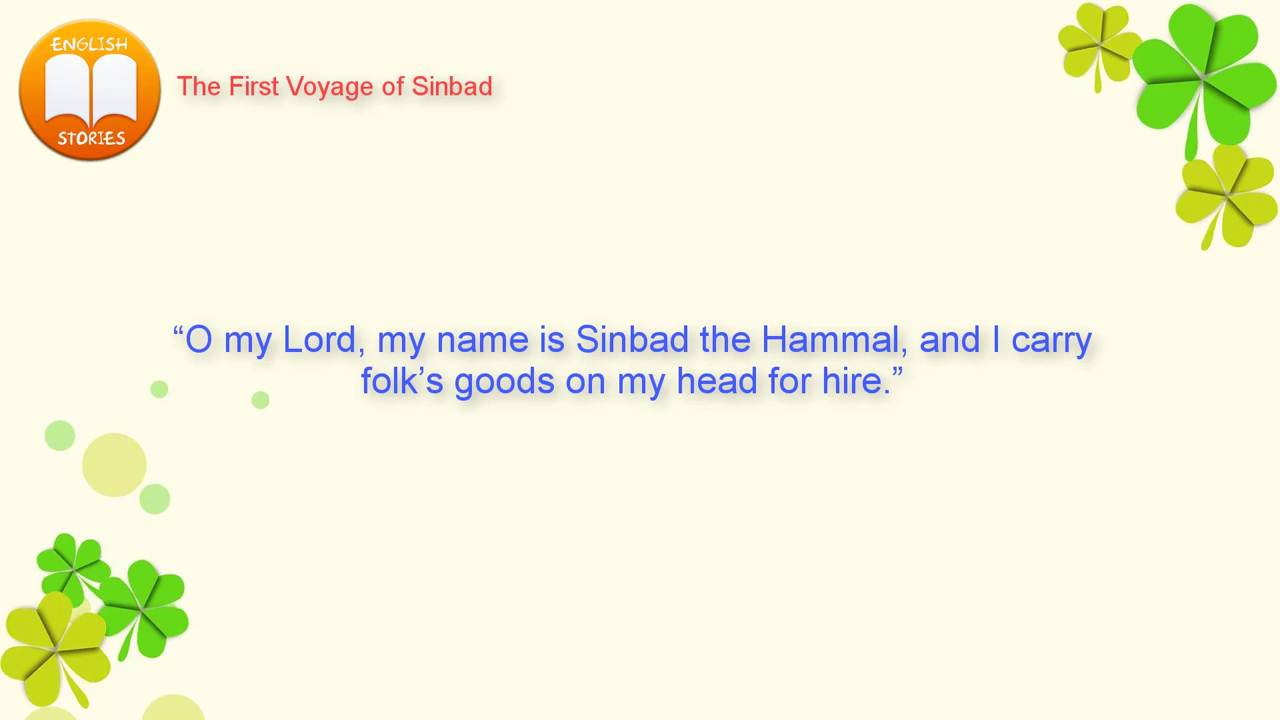 ENGLISH
STORIES
The First Voyage of Sinbad
“O my Lord, my name is Sinbad the Hammal, and I carry
folk’s goods on my head for hire.”